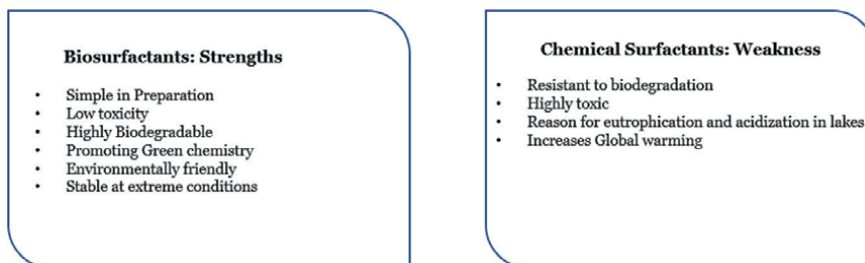 Biosurfactants: Strengths
• Simple in Preparation
• Low toxicity
• Highly Biodegradable
• Promoting Green chemistry
• Environmentally friendly
• Stable at extreme conditions
Chemical Surfactants: Weakness
• Resistant to biodegradation
• Highly toxic
• Reason for eutrophication and acidization in lakes
• Increases Global warming